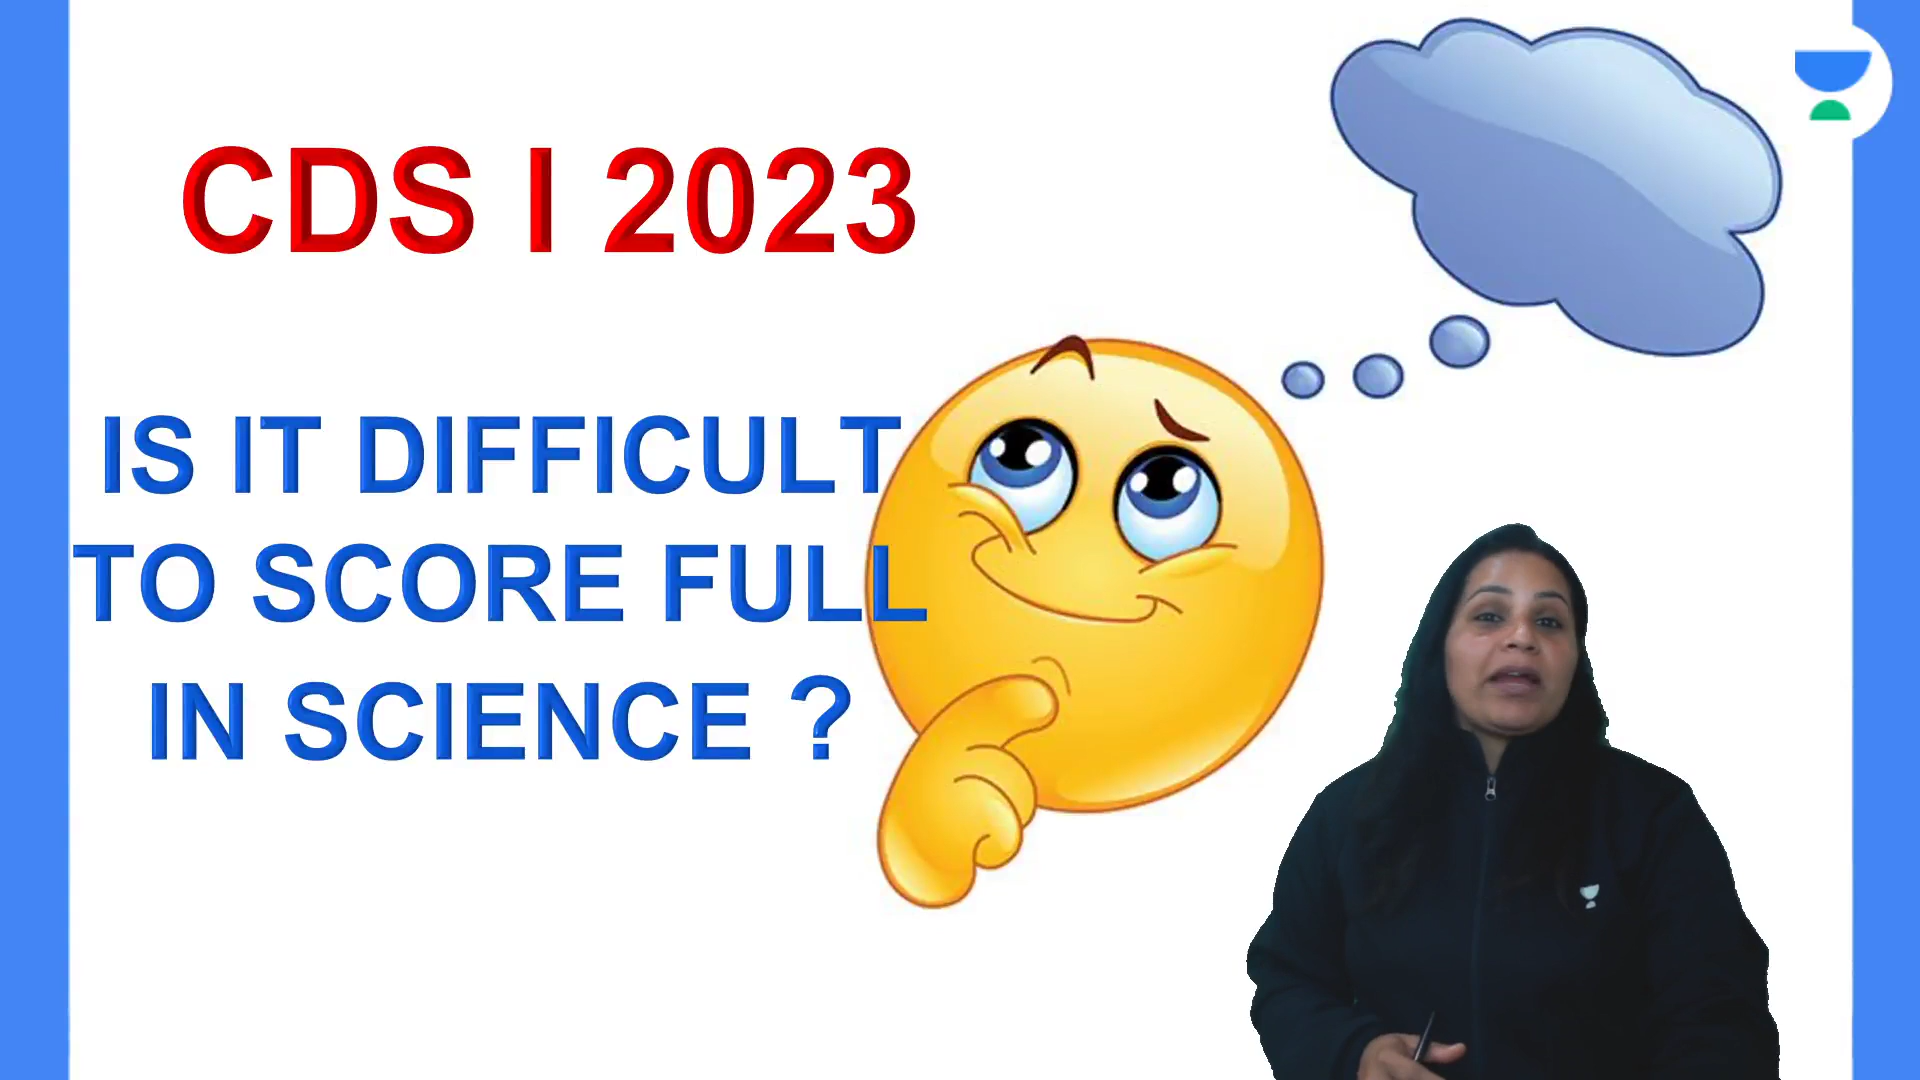 CDS I 2023
IS IT DIFFICULT
TO SCORE FULL
IN SCIENCE ?